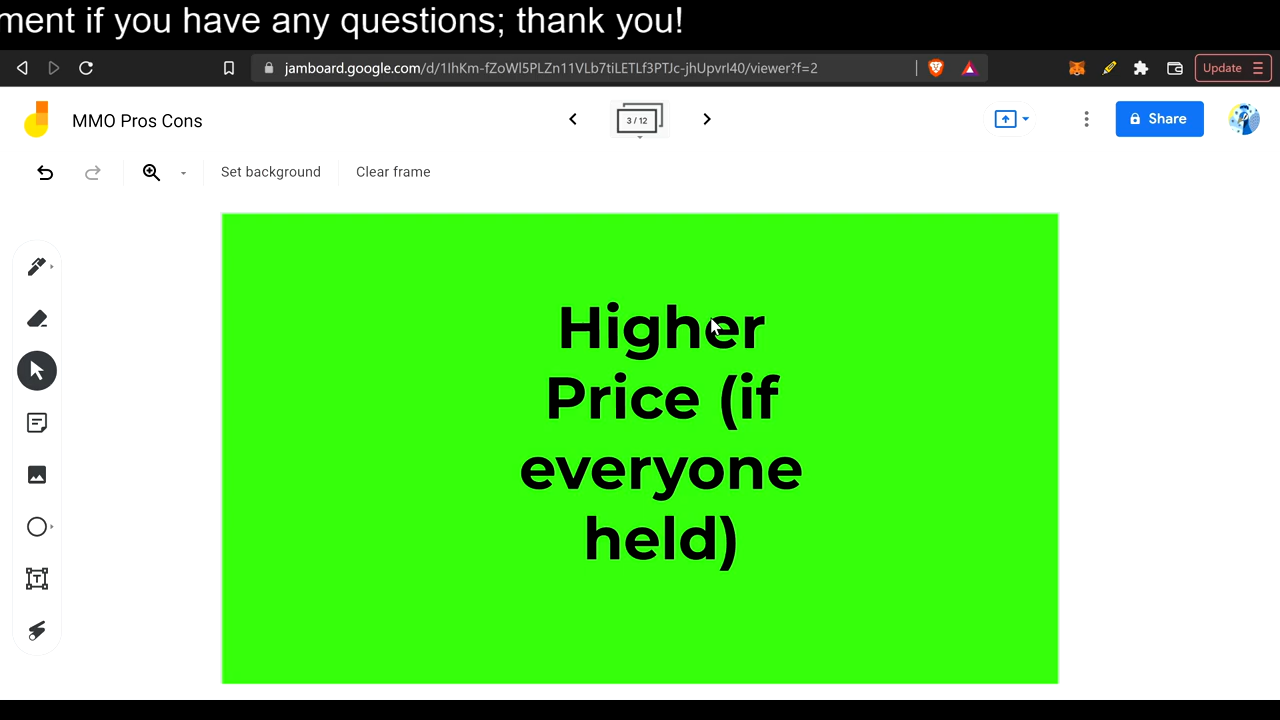 ment if you have any questions; thank you!
jamboard.google.com/d/1IhKm-fZoWl5PLZn11VLb7tiLETLf3PTJc-jhUpvrl40/viewer?f=2
Update
MMO Pros Cons
3 / 12
Share
Set background
Clear frame
Higher
Price (if
everyone
held)